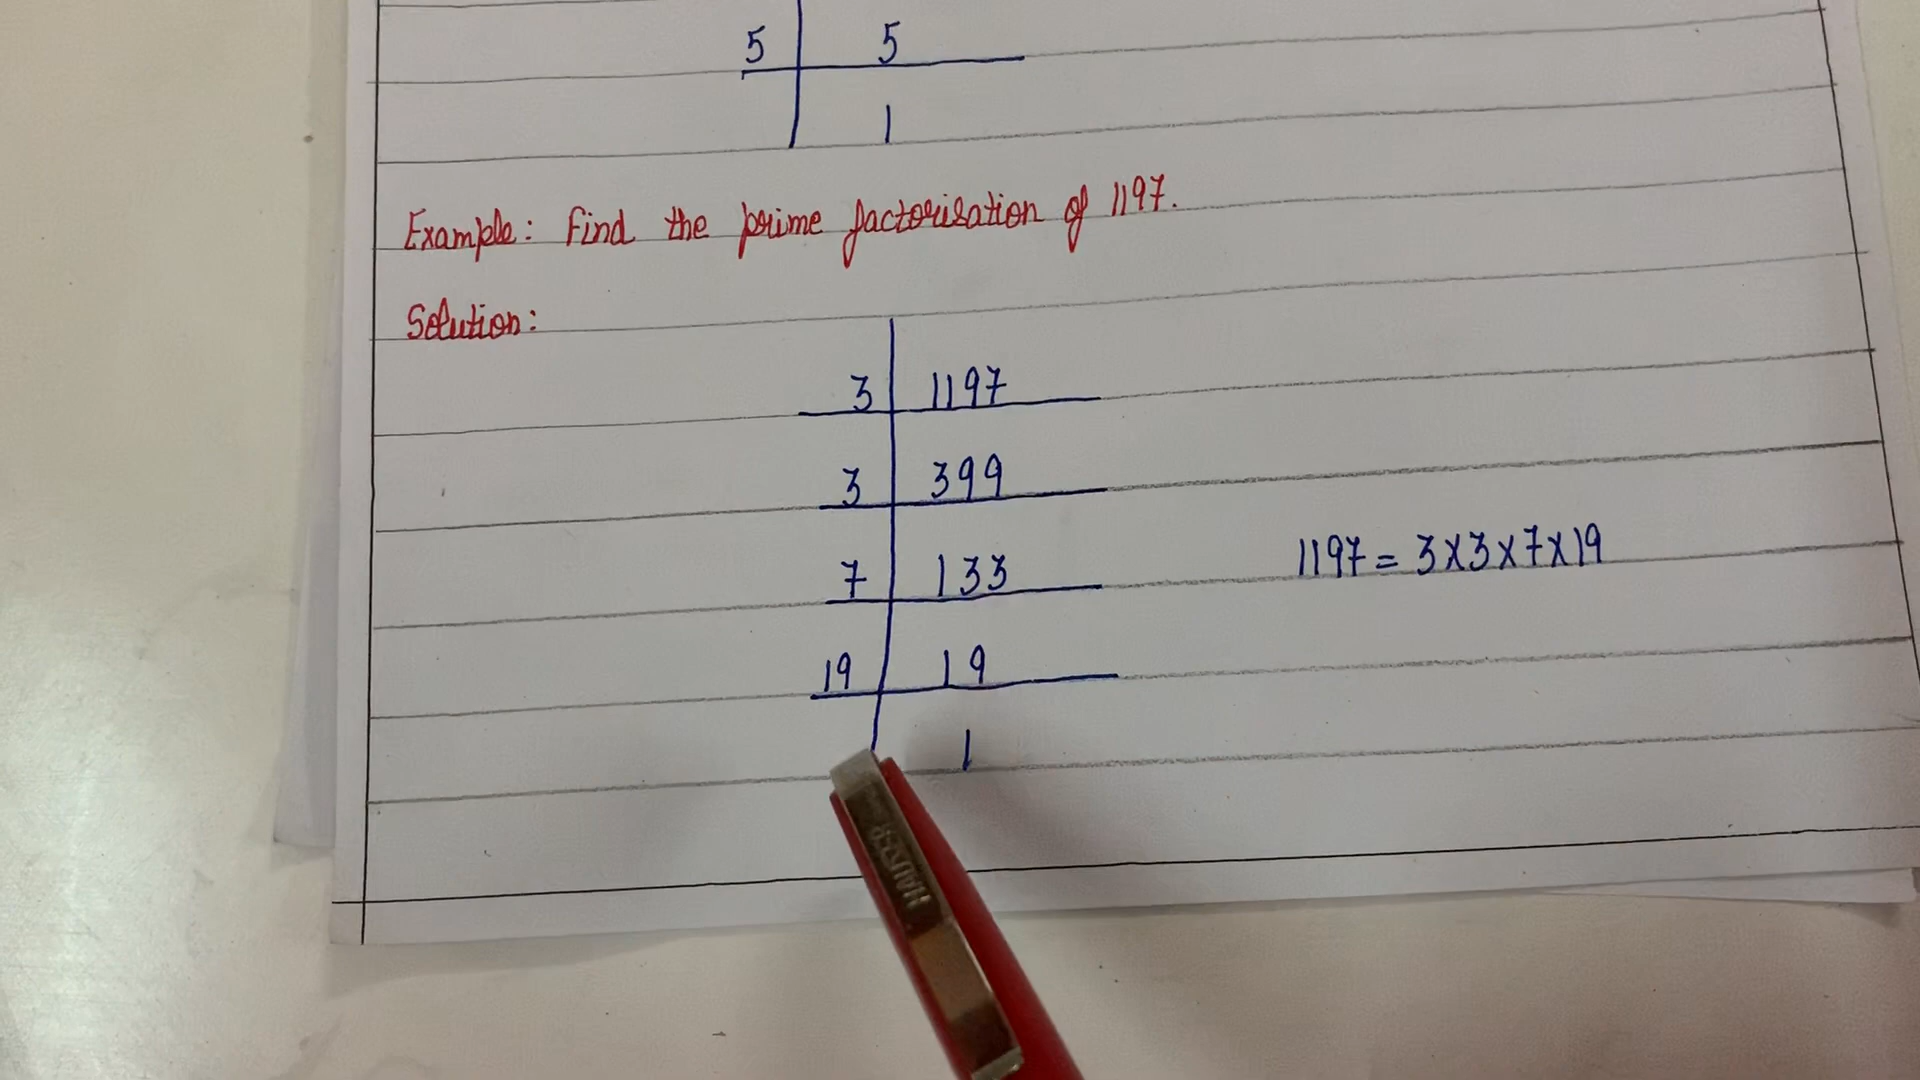 5 5
1
Example: Find the prime factorisation of 1197.
Solution:
3 1197
3 399
7 133
1197 = 3X3X7X19
19 19
1
HAUSER